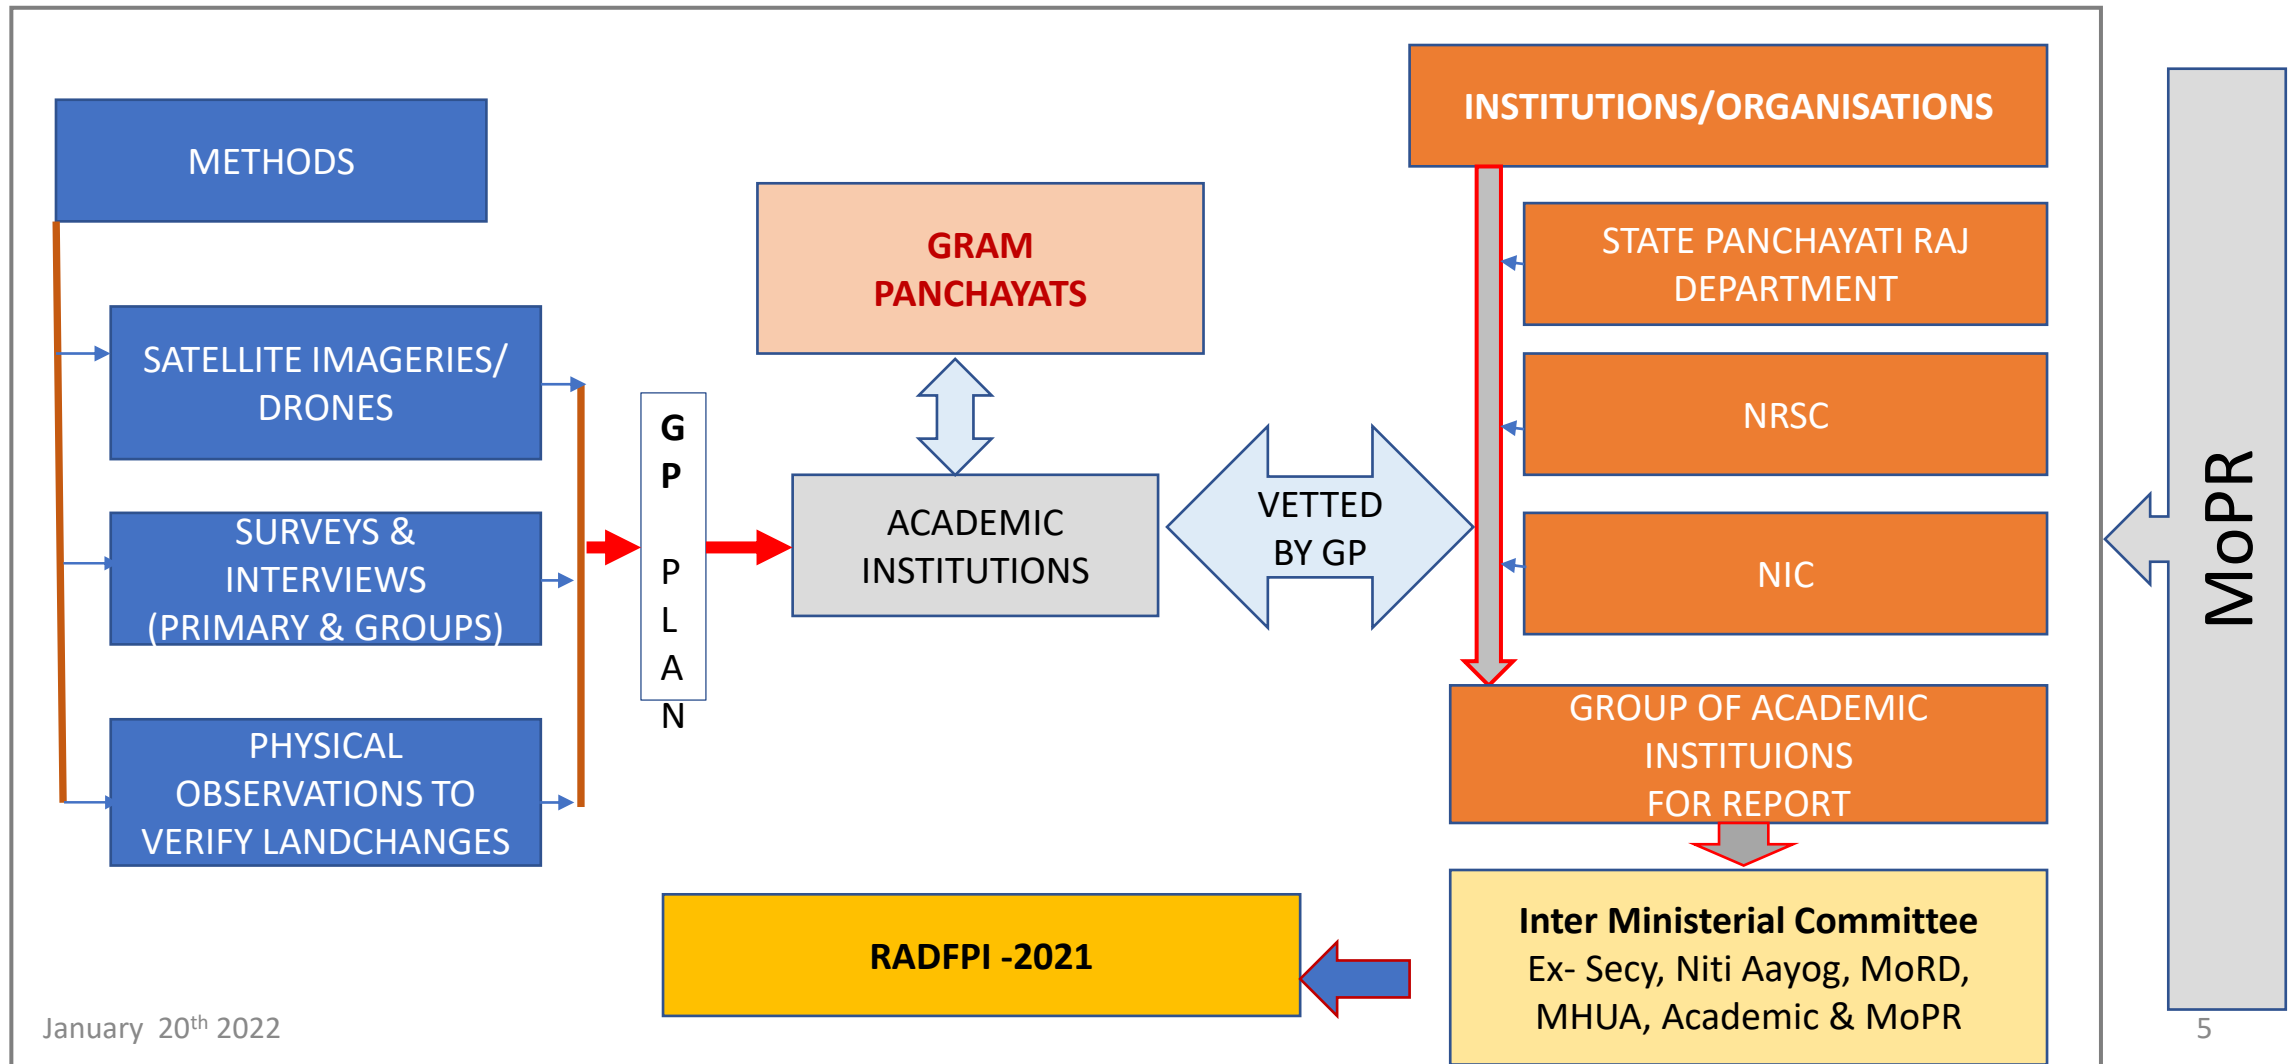 METHODS
SATELLITE IMAGERIES/
DRONES
SURVEYS &
INTERVIEWS
(PRIMARY & GROUPS)
PHYSICAL
OBSERVATIONS TO
VERIFY LANDCHANGES
G
P
P
L
A
N
GRAM
PANCHAYATS
ACADEMIC
INSTITUTIONS
VETTED
BY GP
INSTITUTIONS/ORGANISATIONS
STATE PANCHAYATI RAJ
DEPARTMENT
NRSC
NIC
GROUP OF ACADEMIC
INSTITUIONS
FOR REPORT
Inter Ministerial Committee
Ex- Secy, Niti Aayog, MoRD,
MHUA, Academic & MoPR
RADFPI -2021
MoPR
January 20th 2022
5